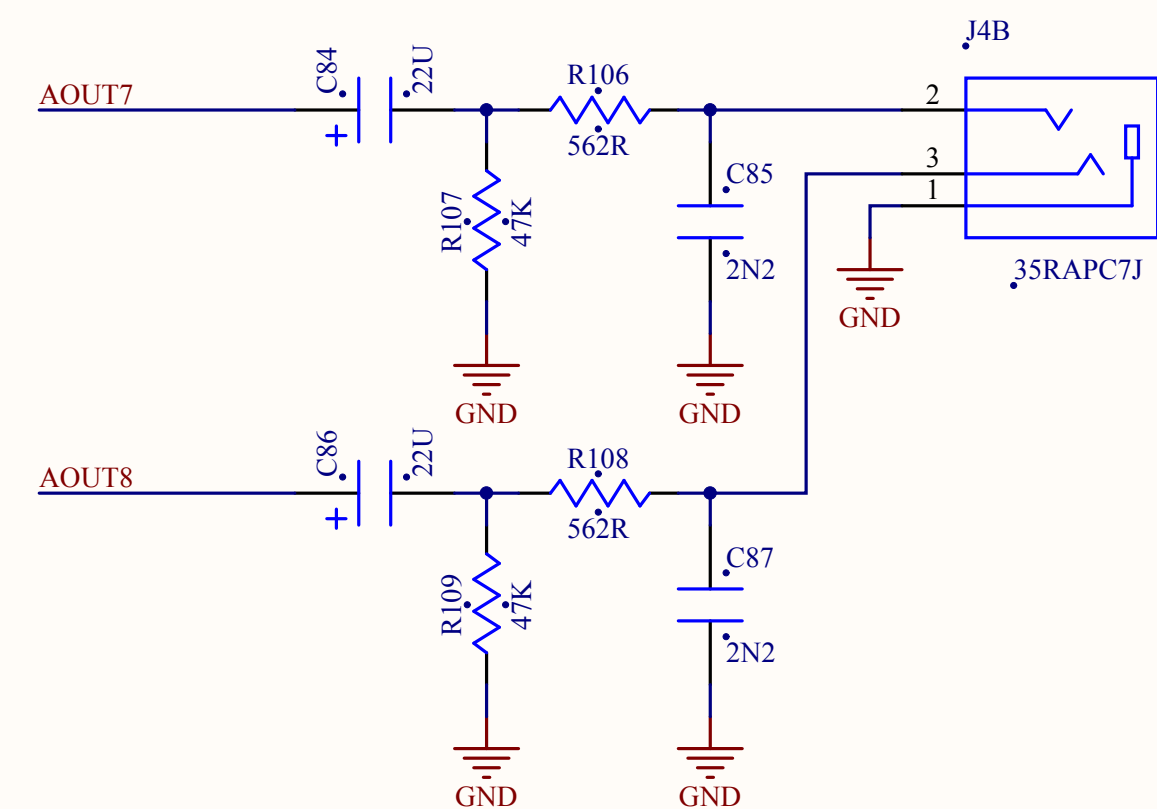 J4B
AOUT7
C84
22U
+
R106
562R
2
3
1
R107
47K
C85
2N2
35RAPC7J
GND
GND
GND
AOUT8
C86
22U
+
R108
562R
R109
47K
C87
2N2
GND
GND